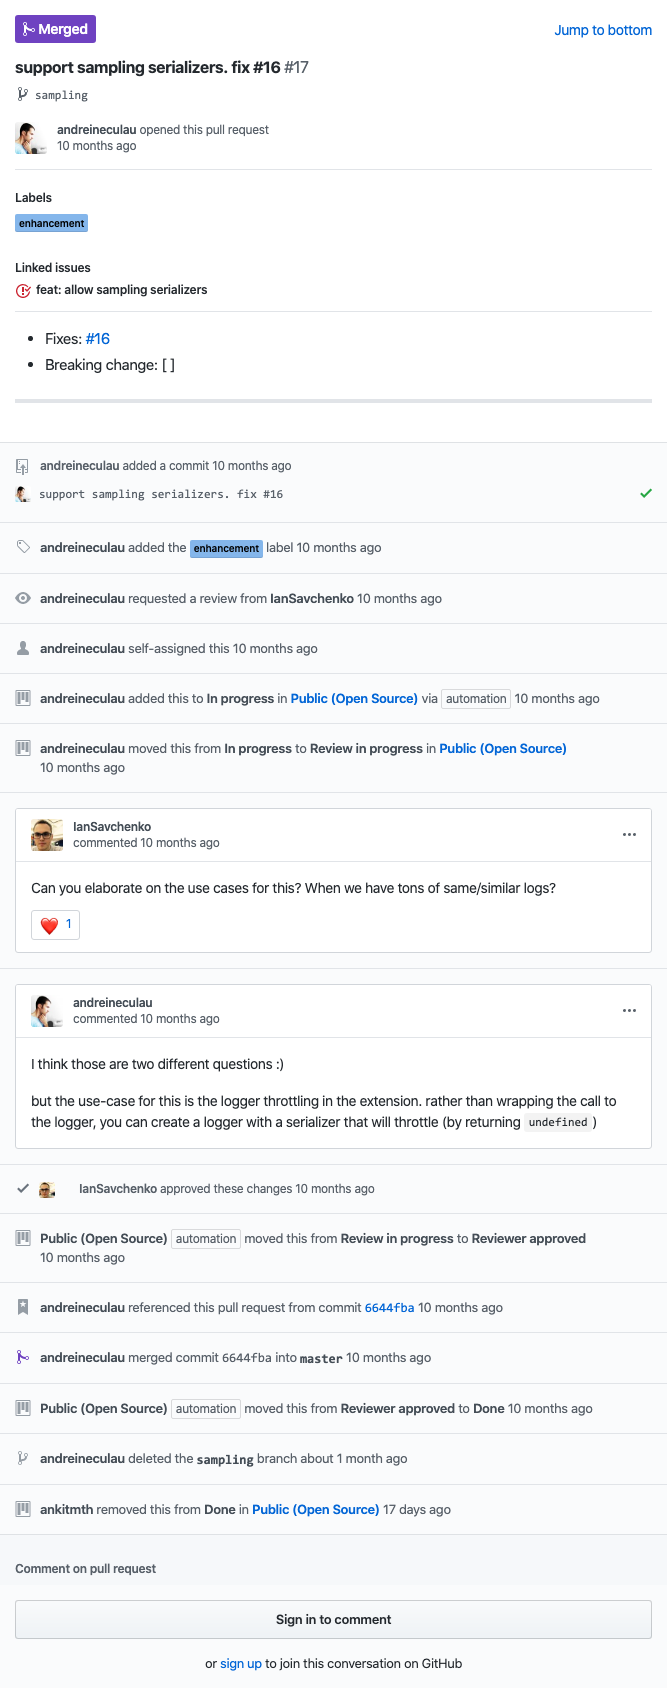 Merged
Jump to bottom
support sampling serializers. fix #16 #17
sampling
andreineculau opened this pull request
10 months ago
Labels
enhancement
Linked issues
feat: allow sampling serializers
Fixes: #16
Breaking change: [ ]
andreineculau added a commit 10 months ago
support sampling serializers. fix #16
andreineculau added the enhancement label 10 months ago
andreineculau requested a review from IanSavchenko 10 months ago
andreineculau self-assigned this 10 months ago
andreineculau added this to In progress in Public (Open Source) via automation 10 months ago
andreineculau moved this from In progress to Review in progress in Public (Open Source)
10 months ago
IanSavchenko
commented 10 months ago
Can you elaborate on the use cases for this? When we have tons of same/similar logs?
❤️ 1
andreineculau
commented 10 months ago
I think those are two different questions :)
but the use-case for this is the logger throttling in the extension. rather than wrapping the call to
the logger, you can create a logger with a serializer that will throttle (by returning undefined )
IanSavchenko approved these changes 10 months ago
Public (Open Source) automation moved this from Review in progress to Reviewer approved
10 months ago
andreineculau referenced this pull request from commit 6644fba 10 months ago
andreineculau merged commit 6644fba into master 10 months ago
Public (Open Source) automation moved this from Reviewer approved to Done 10 months ago
andreineculau deleted the sampling branch about 1 month ago
ankitmth removed this from Done in Public (Open Source) 17 days ago
Comment on pull request
Sign in to comment
or sign up to join this conversation on GitHub